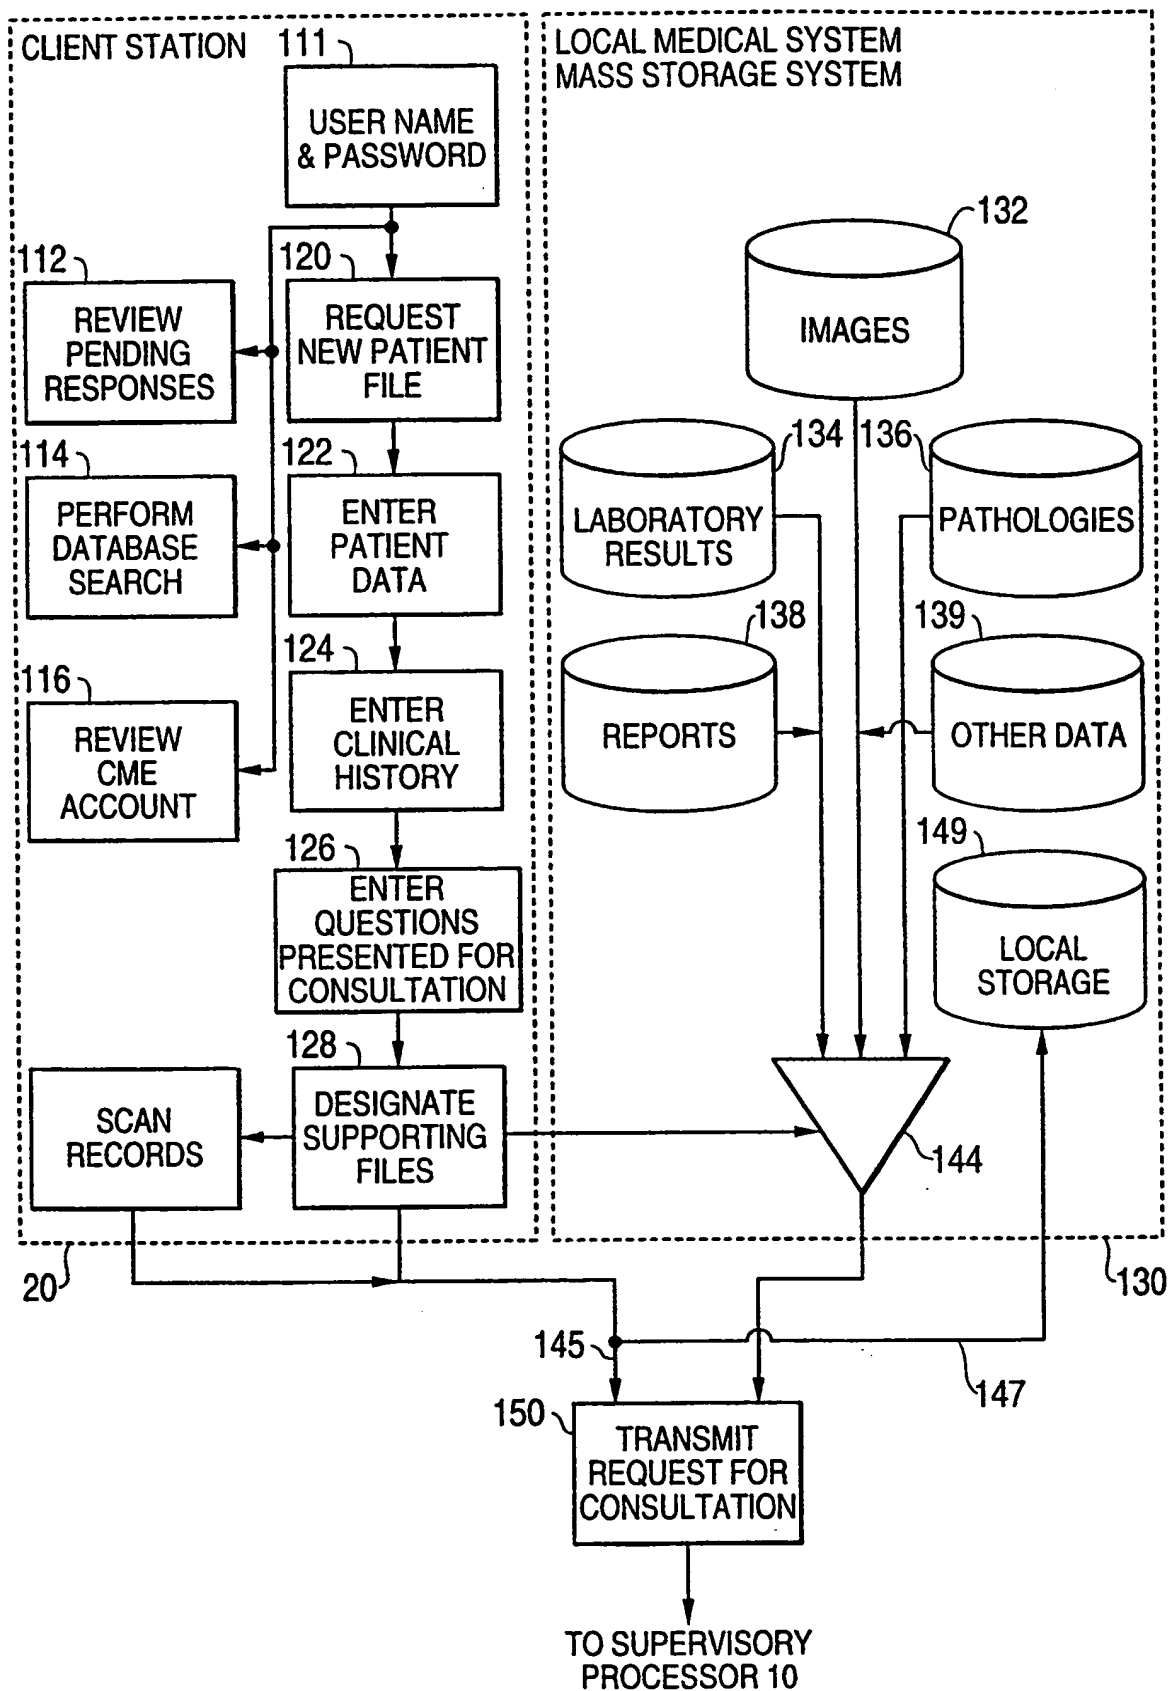 CLIENT STATION
111
USER NAME
& PASSWORD
112
REVIEW
PENDING
RESPONSES
120
REQUEST
NEW PATIENT
FILE
114
PERFORM
DATABASE
SEARCH
122
ENTER
PATIENT
DATA
116
REVIEW
CME
ACCOUNT
124
ENTER
CLINICAL
HISTORY
126
ENTER
QUESTIONS
PRESENTED FOR
CONSULTATION
128
DESIGNATE
SUPPORTING
FILES
SCAN
RECORDS
20
LOCAL MEDICAL SYSTEM
MASS STORAGE SYSTEM
132
IMAGES
134
LABORATORY
RESULTS
136
PATHOLOGIES
138
REPORTS
139
OTHER DATA
149
LOCAL
STORAGE
144
130
145
147
150
TRANSMIT
REQUEST FOR
CONSULTATION
TO SUPERVISORY
PROCESSOR 10